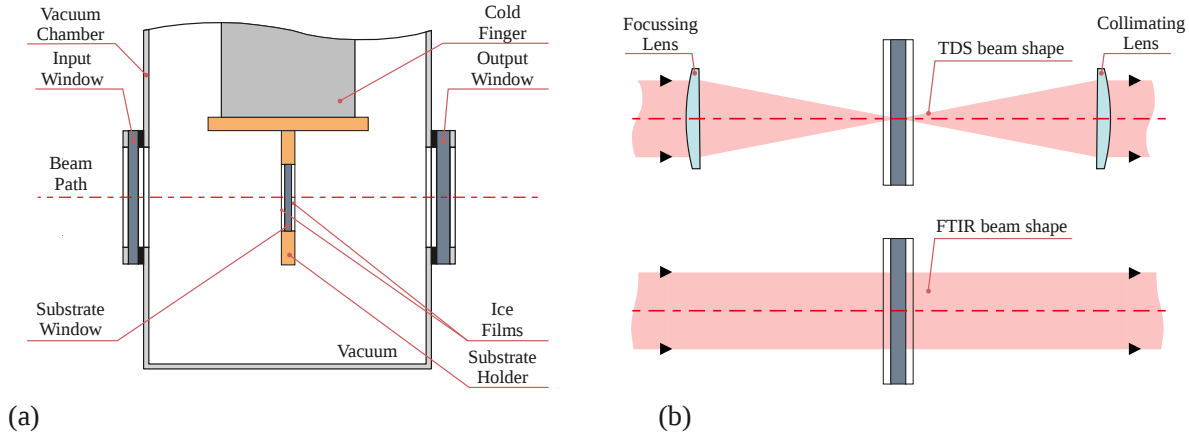 Vacuum
Chamber
Input
Window
Beam
Path
Substrate
Window
Cold
Finger
Output
Window
Ice
Films
Vacuum
Substrate
Holder
(a)
Focussing
Lens
Collimating
Lens
TDS beam shape
FTIR beam shape
(b)